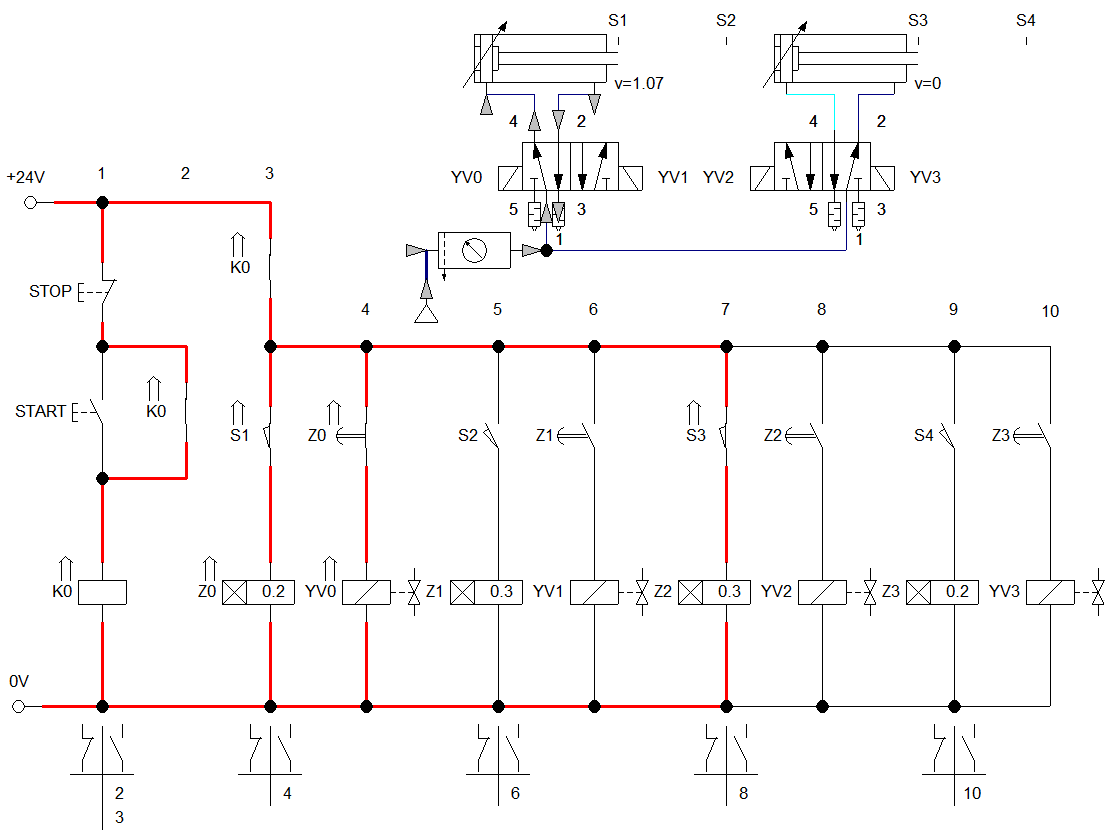 S1 S2 S3 S4
v=1.07 v=0
4 2 4 2
1 2 3
+24V
YV0 YV1 YV2 YV3
5 3 5 3
1 1
K0
STOP
4 5 6 7 8 9 10
START K0
S1 Z0 S2 Z1 S3 Z2 S4 Z3
K0 Z0 0.2 YV0 Z1 0.3 YV1 Z2 0.3 YV2 Z3 0.2 YV3
0V
2 4 6 8 10
3